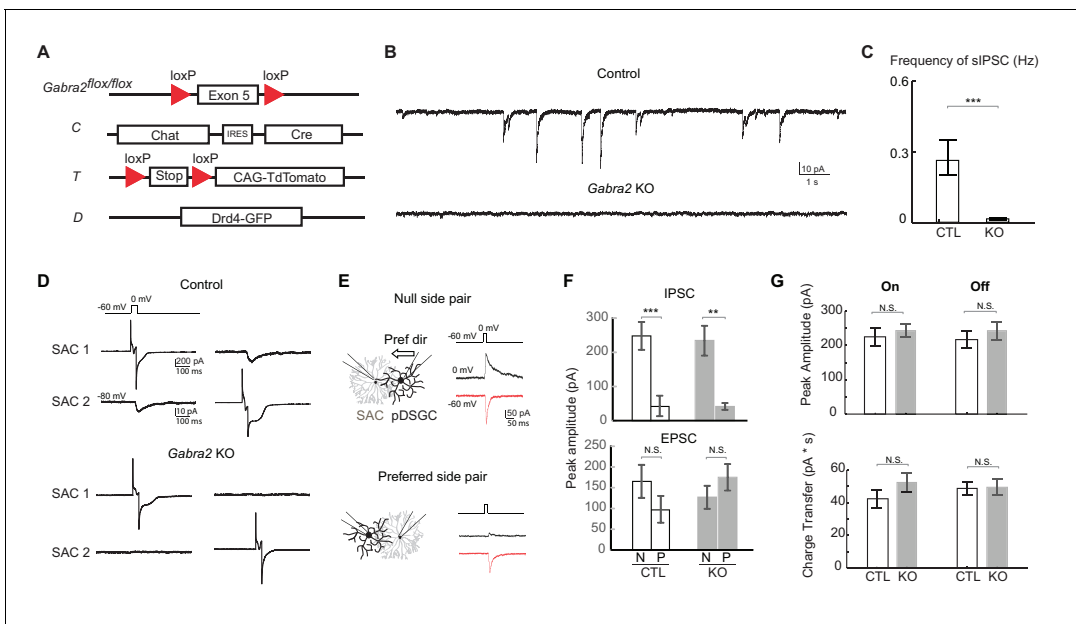 A
Gabra2flox/flox
loxP
loxP
Exon 5
C
Chat
IRES
Cre
T
loxP
loxP
Stop
CAG-TdTomato
D
Drd4-GFP
B
Control
10 pA
1 s
Gabra2 KO
C
Frequency of sIPSC (Hz)
0.6
0.3
0
***
CTL KO
D
Control
-60 mV 0 mV
SAC 1
200 pA
100 ms
SAC 2
-80 mV
10 pA
100 ms
Gabra2 KO
SAC 1
SAC 2
E
Null side pair
Pref dir
SAC pDSGC
-60 mV 0 mV
0 mV
-60 mV
50 pA
50 ms
Preferred side pair
F
IPSC
*** **
300
200
100
0
Peak amplitude (pA)
EPSC
N.S. N.S.
250
200
150
100
50
0
N P N P
CTL KO
G
On Off
N.S. N.S.
Peak Amplitude (pA)
300
200
100
0
N.S. N.S.
Charge Transfer (pA * s)
60
40
20
0
CTL KO CTL KO